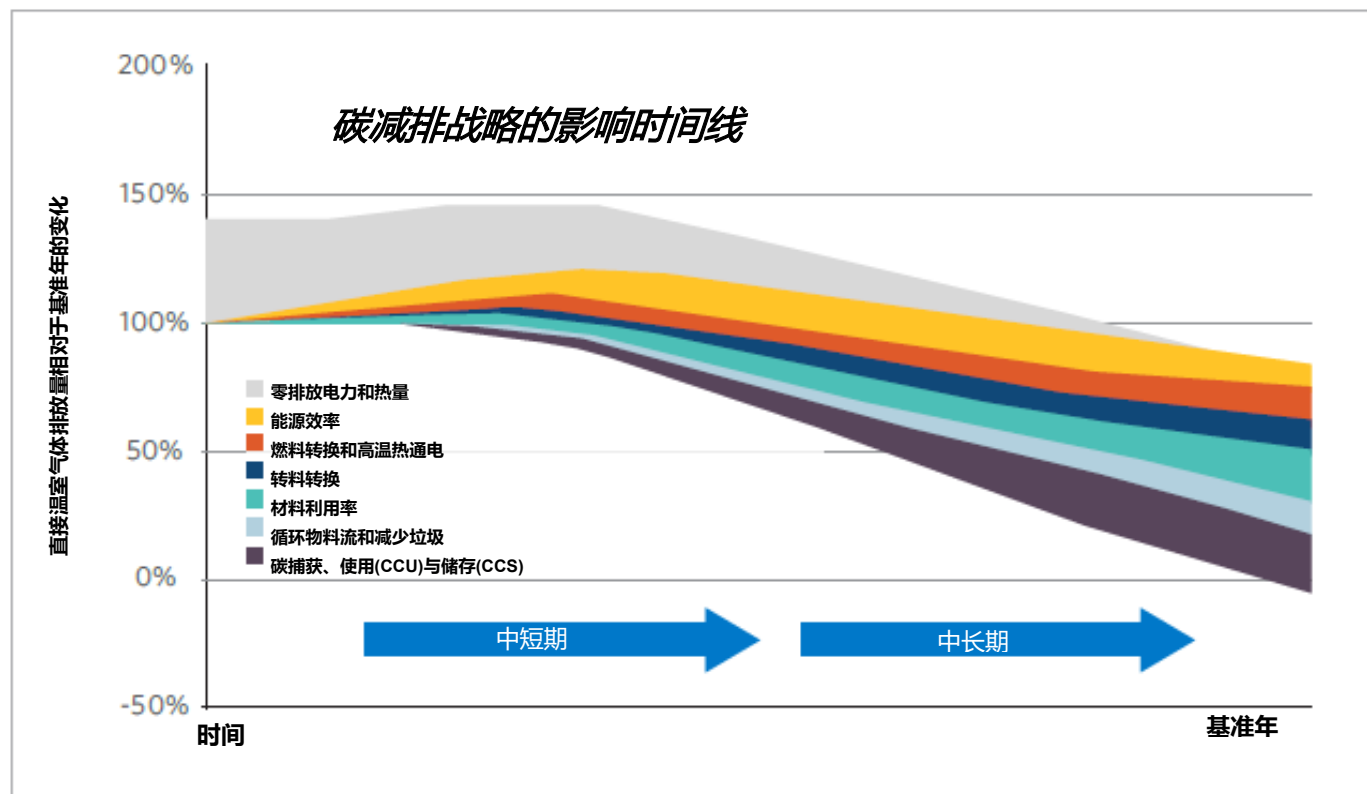 200%
碳减排战略的影响时间线
150%
直接温室气体排放量相对于基准年的变化
100%
零排放电力和热量
能源效率
燃料转换和高温热通电
50%
转料转换
材料利用率
循环物料流和减少垃圾
碳捕获、使用(CCU)与储存(CCS)
0%
中短期
中长期
-50%
时间
基准年